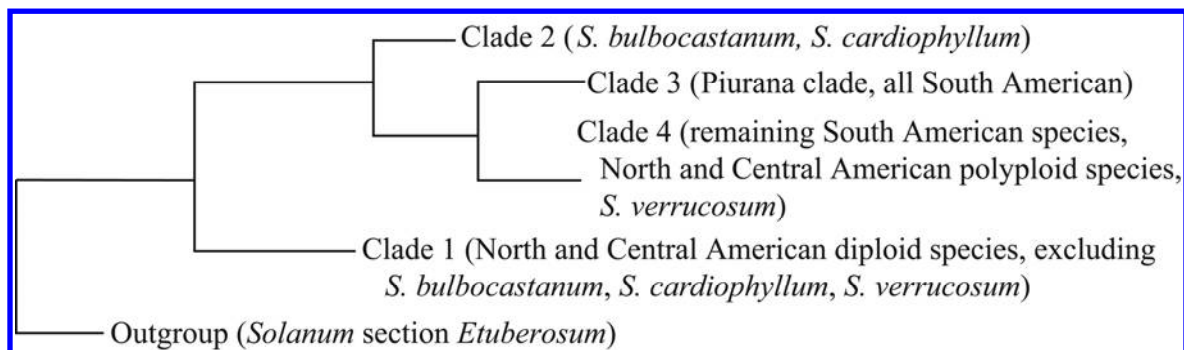 Clade 2 (S. bulbocastanum, S. cardiophyllum)
Clade 3 (Piurana clade, all South American)
Clade 4 (remaining South American species,
North and Central American polyploid species,
S. verrucosum)
Clade 1 (North and Central American diploid species, excluding
S. bulbocastanum, S. cardiophyllum, S. verrucosum)
Outgroup (Solanum section Etuberosum)